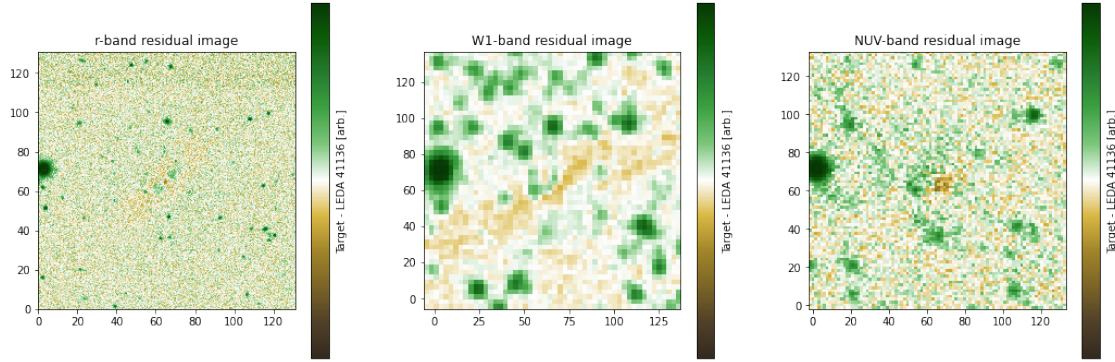 r-band residual image
W1-band residual image
NUV-band residual image
120
100
80
60
40
20
0
0 20 40 60 80 100 120
Target - LEDA 41136 [arb.]
120
100
80
60
40
20
0
0 25 50 75 100 125
Target - LEDA 41136 [arb.]
120
100
80
60
40
20
0
0 20 40 60 80 100 120
Target - LEDA 41136 [arb.]